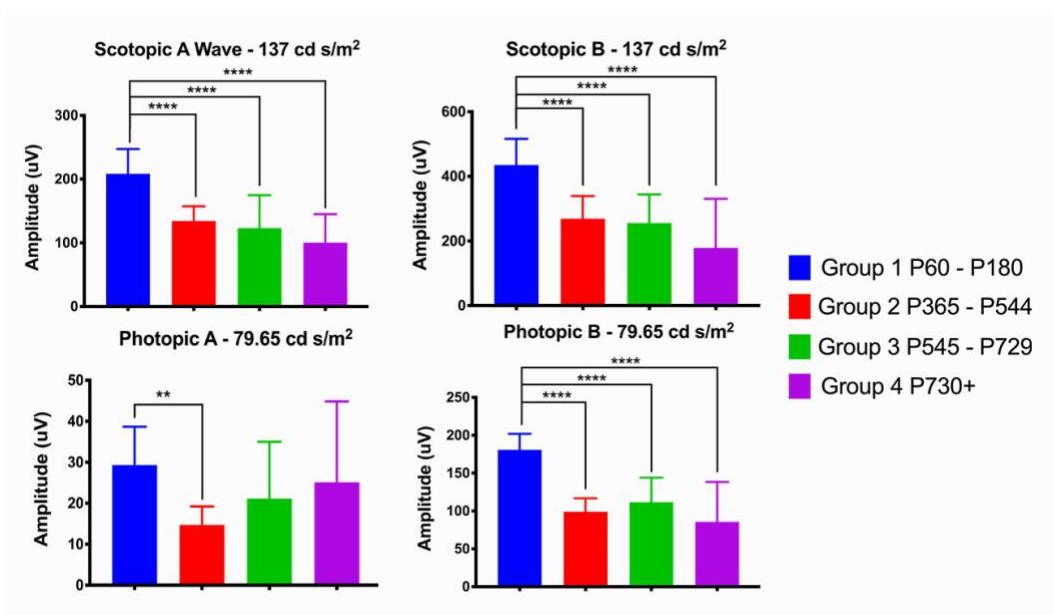 Scotopic A Wave - 137 cd s/m²
****
****
****
300
200
100
0
Amplitude (uV)
Scotopic B - 137 cd s/m²
****
****
****
600
400
200
0
Amplitude (uV)
Photopic A - 79.65 cd s/m²
**
50
40
30
20
10
0
Amplitude (uV)
Photopic B - 79.65 cd s/m²
****
****
****
250
200
150
100
50
0
Amplitude (uV)
Group 1 P60 - P180
Group 2 P365 - P544
Group 3 P545 - P729
Group 4 P730+